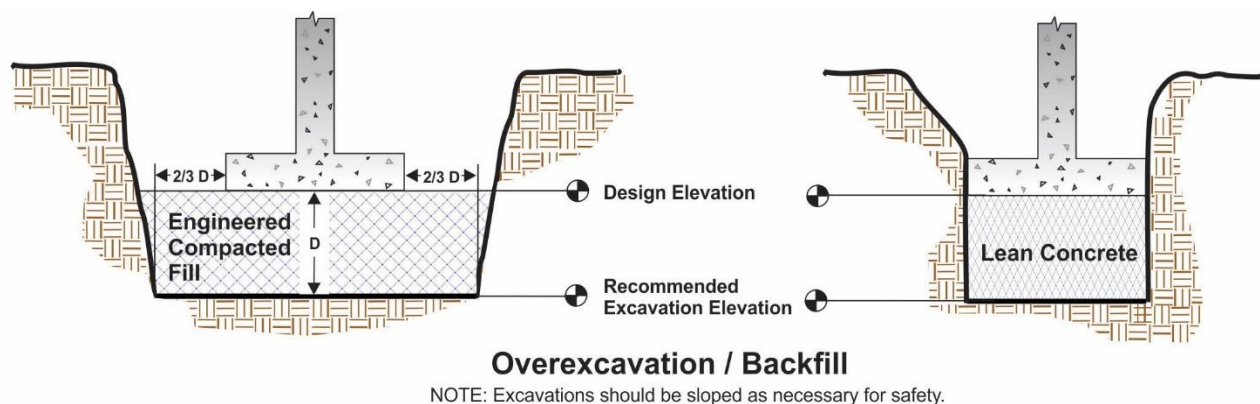 2/3 D
2/3 D
Engineered
Compacted
Fill
D
Design Elevation
Recommended
Excavation Elevation
Lean Concrete
Overexcavation / Backfill
NOTE: Excavations should be sloped as necessary for safety.